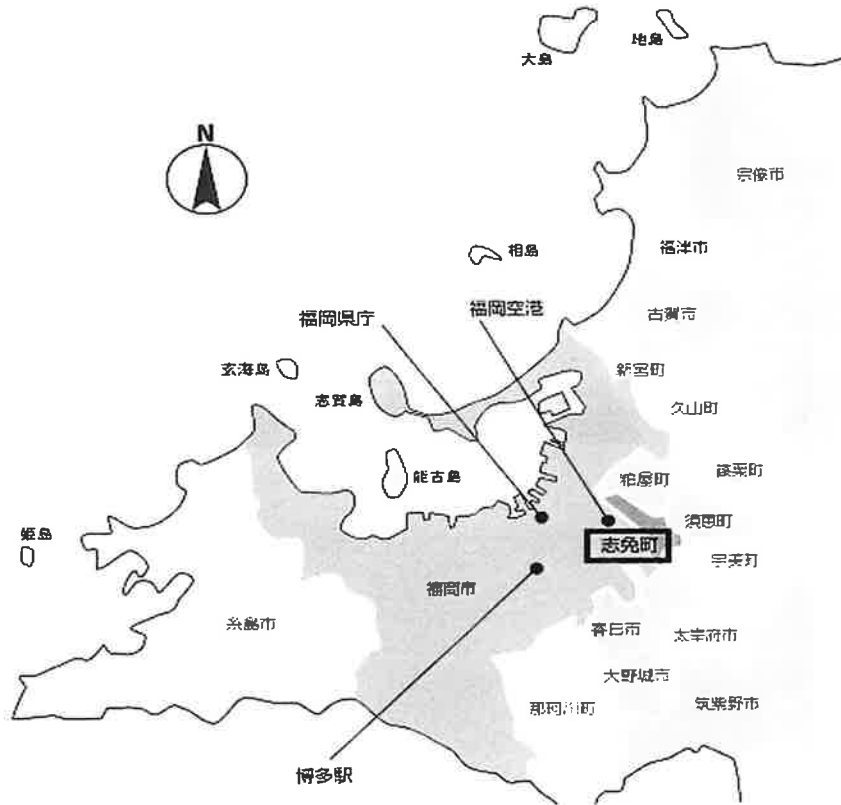 大島
地島
N
宗像市
相島
福津市
福岡空港
福岡県庁
古賀市
玄海島
新宮町
志賀島
久山町
能古島
粕屋町
篠栗町
姫島
須恵町
志免町
宇美町
福岡市
糸島市
春日市
太宰府市
大野城市
那珂川町
筑紫野市
博多駅